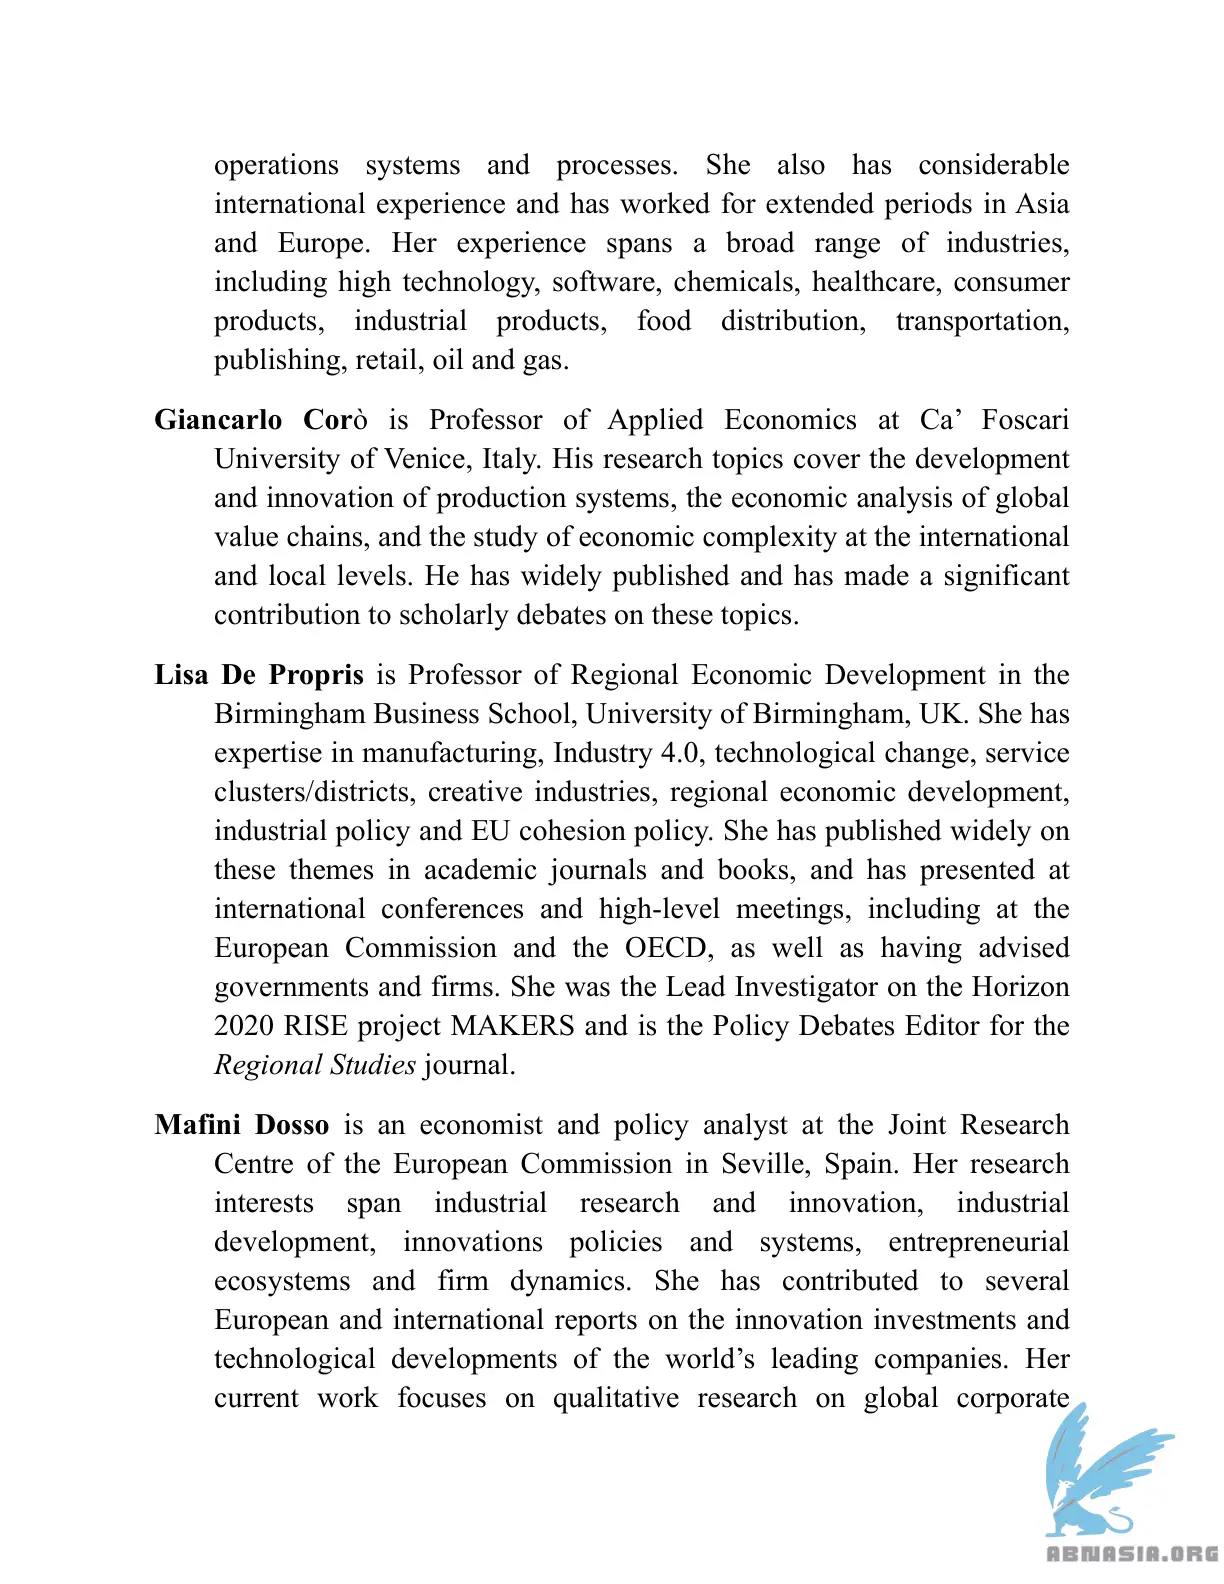 operations systems and processes. She also has considerable
international experience and has worked for extended periods in Asia
and Europe. Her experience spans a broad range of industries,
including high technology, software, chemicals, healthcare, consumer
products, industrial products, food distribution, transportation,
publishing, retail, oil and gas.
Giancarlo Corò is Professor of Applied Economics at Ca’ Foscari
University of Venice, Italy. His research topics cover the development
and innovation of production systems, the economic analysis of global
value chains, and the study of economic complexity at the international
and local levels. He has widely published and has made a significant
contribution to scholarly debates on these topics.
Lisa De Propris is Professor of Regional Economic Development in the
Birmingham Business School, University of Birmingham, UK. She has
expertise in manufacturing, Industry 4.0, technological change, service
clusters/districts, creative industries, regional economic development,
industrial policy and EU cohesion policy. She has published widely on
these themes in academic journals and books, and has presented at
international conferences and high-level meetings, including at the
European Commission and the OECD, as well as having advised
governments and firms. She was the Lead Investigator on the Horizon
2020 RISE project MAKERS and is the Policy Debates Editor for the
Regional Studies journal.
Mafini Dosso is an economist and policy analyst at the Joint Research
Centre of the European Commission in Seville, Spain. Her research
interests span industrial research and innovation, industrial
development, innovations policies and systems, entrepreneurial
ecosystems and firm dynamics. She has contributed to several
European and international reports on the innovation investments and
technological developments of the world’s leading companies. Her
current work focuses on qualitative research on global corporate
ABNASIA.ORG